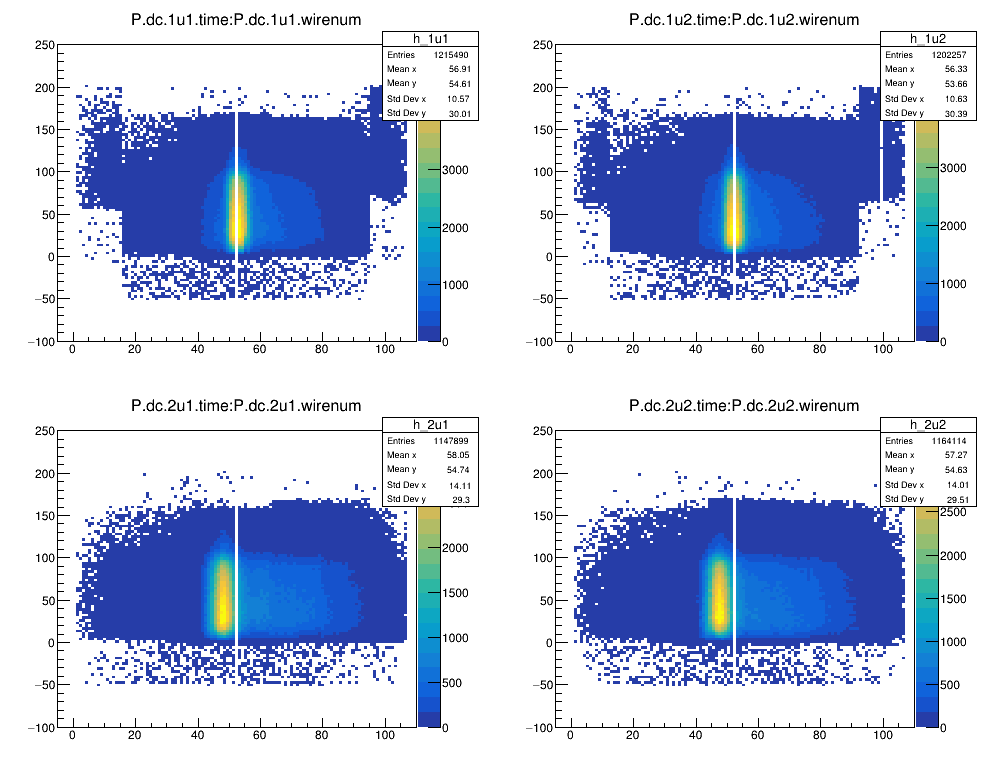 P.dc.1u1.time:P.dc.1u1.wirenum
h_1u1
Entries 1215490
Mean x 56.91
Mean y 54.61
Std Dev x 10.57
Std Dev y 30.01
250
200
150
100
50
0
−50
−100
0 20 40 60 80 100
3000
2000
1000
0
P.dc.1u2.time:P.dc.1u2.wirenum
h_1u2
Entries 1202257
Mean x 56.33
Mean y 53.66
Std Dev x 10.63
Std Dev y 30.39
250
200
150
100
50
0
−50
−100
0 20 40 60 80 100
3000
2000
1000
0
P.dc.2u1.time:P.dc.2u1.wirenum
h_2u1
Entries 1147899
Mean x 58.05
Mean y 54.74
Std Dev x 14.11
Std Dev y 29.3
250
200
150
100
50
0
−50
−100
0 20 40 60 80 100
2000
1500
1000
500
0
P.dc.2u2.time:P.dc.2u2.wirenum
h_2u2
Entries 1164114
Mean x 57.27
Mean y 54.63
Std Dev x 14.01
Std Dev y 29.51
250
200
150
100
50
0
−50
−100
0 20 40 60 80 100
2500
2000
1500
1000
500
0